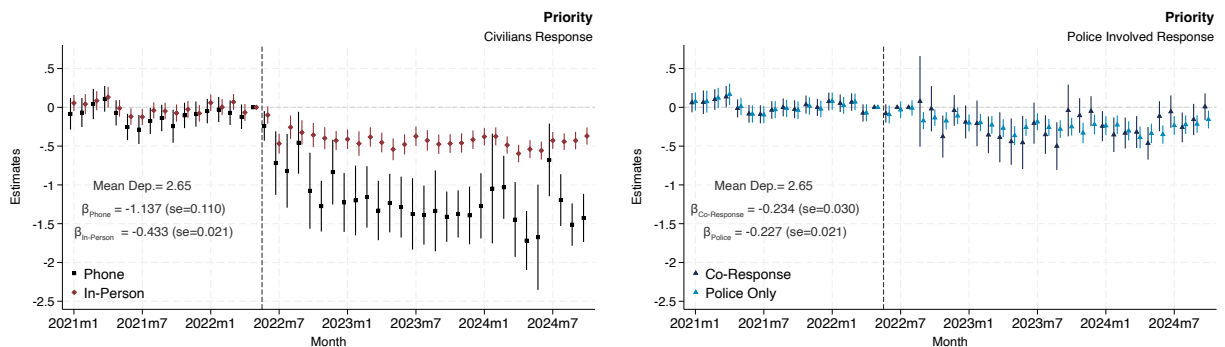 Priority
Civilians Response
.5
0
-.5
-1
-1.5
-2
-2.5
Estimates
Mean Dep.= 2.65
βPhone = -1.137 (se=0.110)
βIn-Person = -0.433 (se=0.021)
Phone
In-Person
2021m1 2021m7 2022m1 2022m7 2023m1 2023m7 2024m1 2024m7
Month
Priority
Police Involved Response
.5
0
-.5
-1
-1.5
-2
-2.5
Estimates
Mean Dep.= 2.65
βCo-Response = -0.234 (se=0.030)
βPolice = -0.227 (se=0.021)
Co-Response
Police Only
2021m1 2021m7 2022m1 2022m7 2023m1 2023m7 2024m1 2024m7
Month